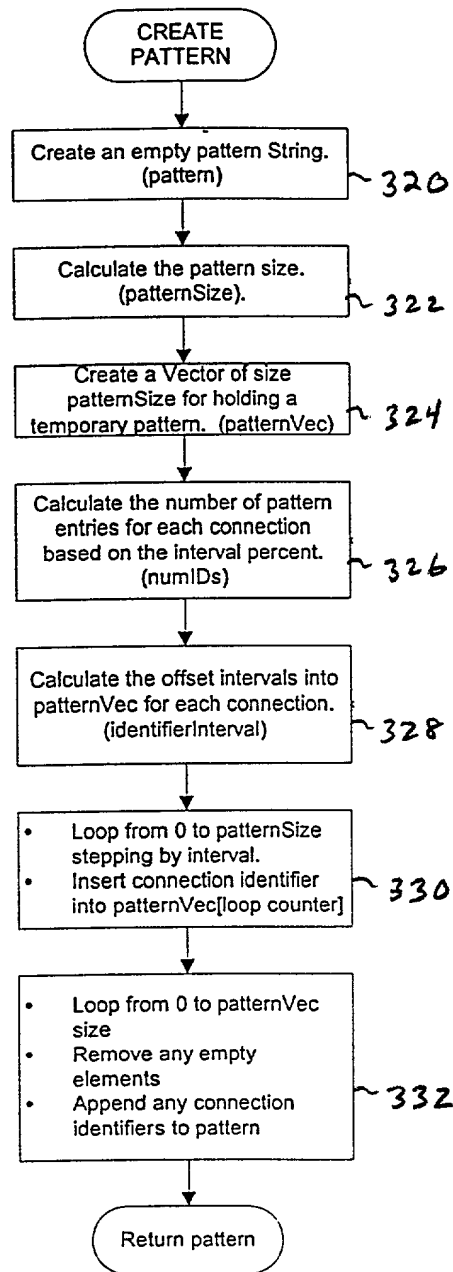 CREATE
PATTERN
Create an empty pattern String.
(pattern)
~ 320
Calculate the pattern size.
(patternSize).
~ 322
Create a Vector of size
patternSize for holding a
temporary pattern. (patternVec)
~ 324
Calculate the number of pattern
entries for each connection
based on the interval percent.
(numIDs)
~ 326
Calculate the offset intervals into
patternVec for each connection.
(identifierInterval)
~ 328
• Loop from 0 to patternSize
stepping by interval.
• Insert connection identifier
into patternVec[loop counter]
~ 330
• Loop from 0 to patternVec
size
• Remove any empty
elements
• Append any connection
identifiers to pattern
~ 332
Return pattern